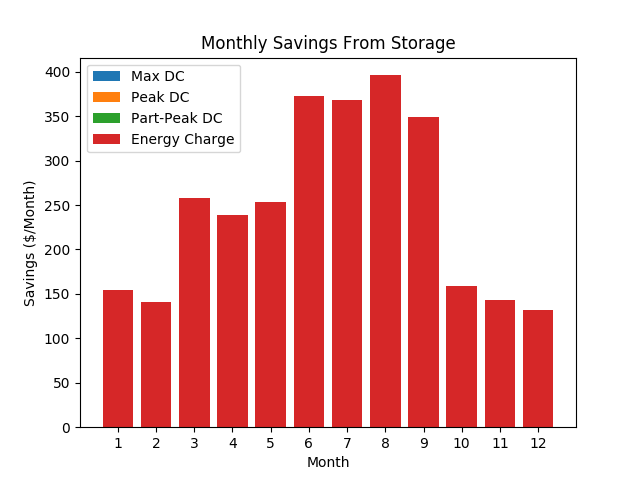 Monthly Savings From Storage
Max DC
Peak DC
Part-Peak DC
Energy Charge
Savings ($/Month)
400
350
300
250
200
150
100
50
0
1 2 3 4 5 6 7 8 9 10 11 12
Month